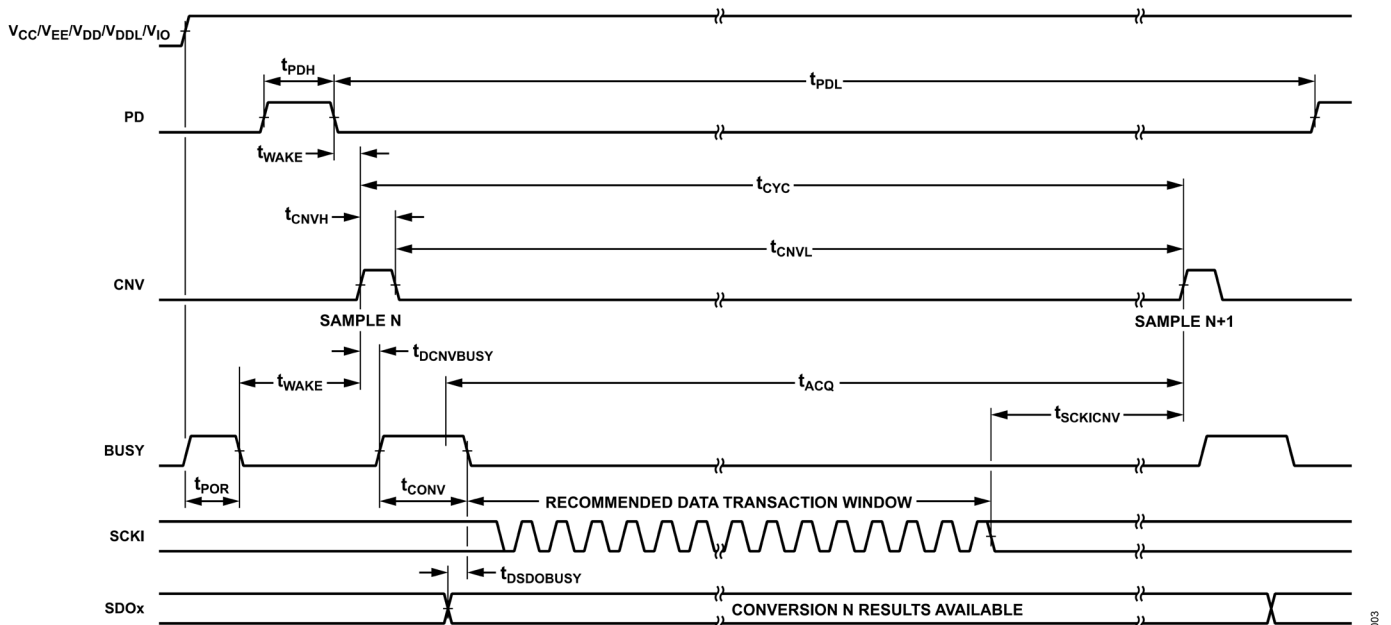 VCC/VEE/VDD/VDDL/VIO
tPDH
tPDL
PD
tWAKE
tCYC
tCNVH
tCNVL
CNV
SAMPLE N
SAMPLE N+1
tDCNVBUSY
tWAKE
tACQ
tSCKICNV
BUSY
tPOR
tCONV
RECOMMENDED DATA TRANSACTION WINDOW
SCKI
tDSDOBUSY
SDOx
CONVERSION N RESULTS AVAILABLE
003